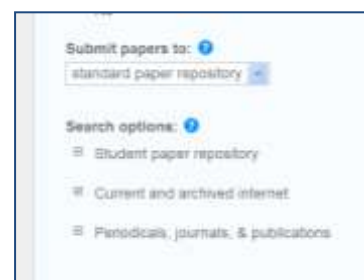 Submit papers to:
standard paper repository
Search options:
Student paper repository
Current and archived internet
Periodicals, journals, & publications